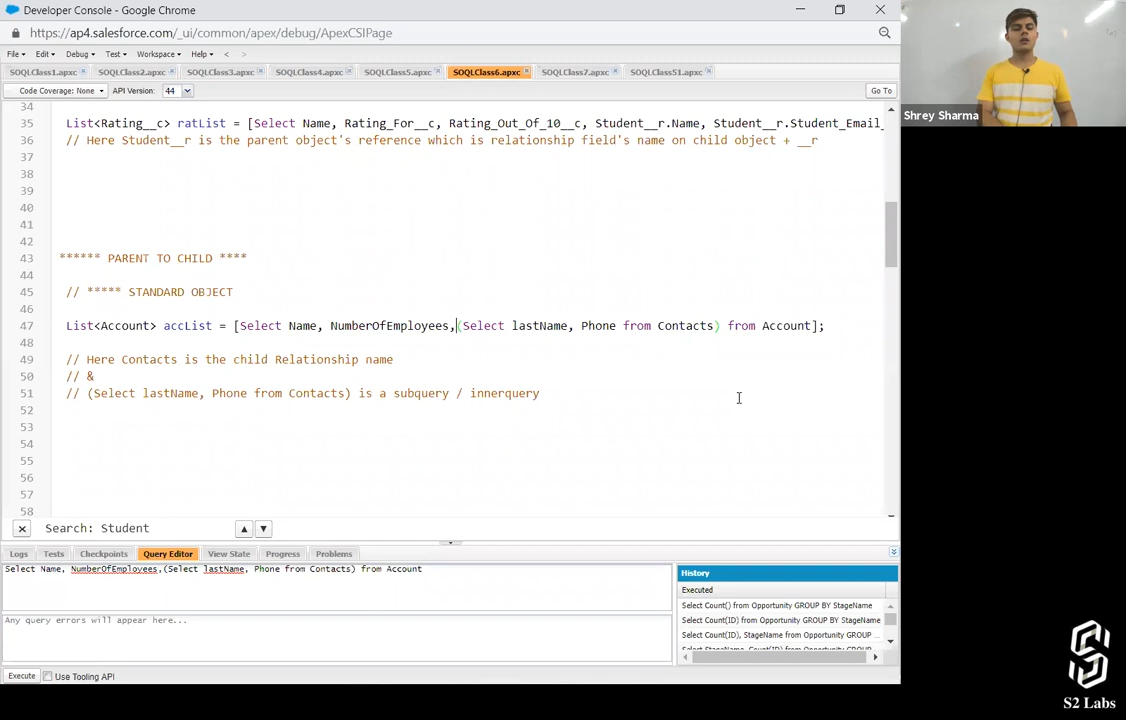 Developer Console - Google Chrome
https://ap4.salesforce.com/_ui/common/apex/debug/ApexCSIPage
File Edit Debug Test Workspace Help < >
SOQLClass1.apxc SOQLClass2.apxc SOQLClass3.apxc SOQLClass4.apxc SOQLClass5.apxc SOQLClass6.apxc SOQLClass7.apxc SOQLClass51.apxc
Code Coverage: None API Version: 44 Go To
Shrey Sharma
34
35 List<Rating__c> ratList = [Select Name, Rating_For__c, Rating_Out_Of_10__c, Student__r.Name, Student__r.Student_Email_
36 // Here Student__r is the parent object's reference which is relationship field's name on child object + __r
37
38
39
40
41
42
43 ****** PARENT TO CHILD ****
44
45 // ***** STANDARD OBJECT
46
47 List<Account> accList = [Select Name, NumberOfEmployees,(Select lastName, Phone from Contacts) from Account];
48
49 // Here Contacts is the child Relationship name
50 // &
51 // (Select lastName, Phone from Contacts) is a subquery / innerquery
52
53
54
55
56
57
58
Search: Student
Logs Tests Checkpoints Query Editor View State Progress Problems
Select Name, NumberOfEmployees,(Select lastName, Phone from Contacts) from Account
Any query errors will appear here...
History
Executed
Select Count() from Opportunity GROUP BY StageName
Select Count(ID) from Opportunity GROUP BY StageName
Select Count(ID), StageName from Opportunity GROUP ...
Select StageName, Count(ID) from Opportunity GROUP
Execute Use Tooling API
S2 Labs